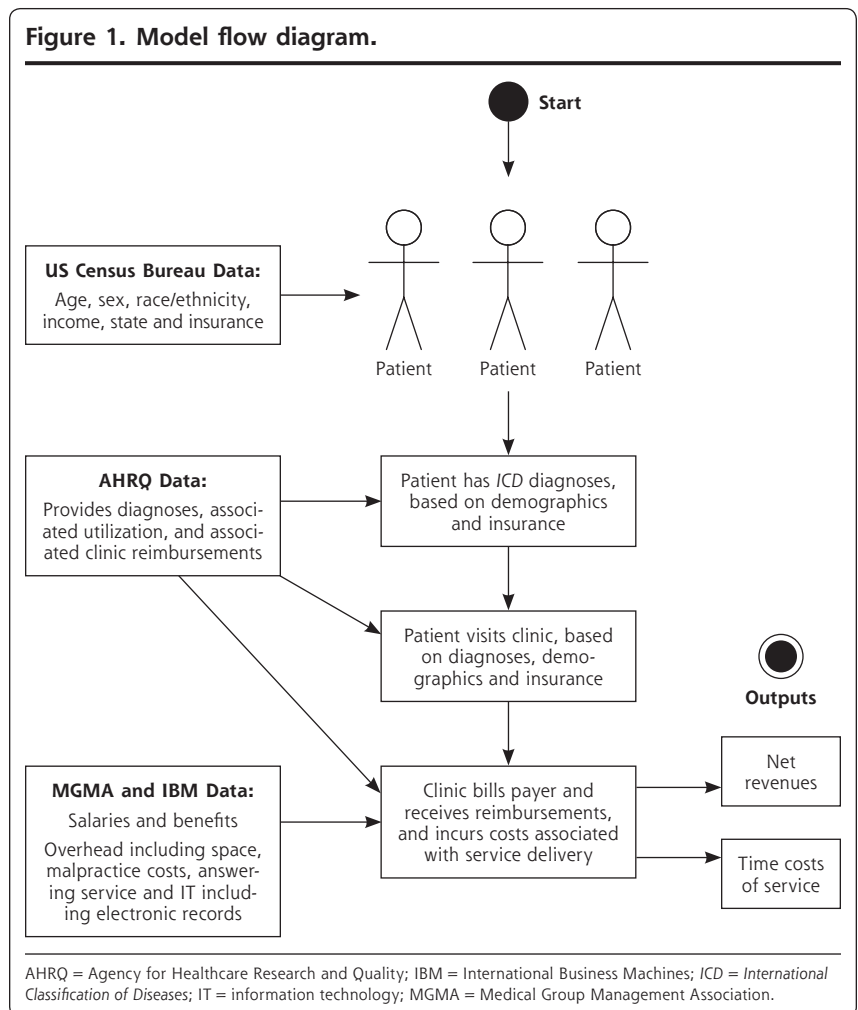 Figure 1. Model flow diagram.
Start
US Census Bureau Data:
Age, sex, race/ethnicity,
income, state and insurance
Patient
Patient
Patient
AHRQ Data:
Provides diagnoses, associ-
ated utilization, and associ-
ated clinic reimbursements
Patient has ICD diagnoses,
based on demographics
and insurance
Patient visits clinic, based
on diagnoses, demo-
graphics and insurance
Outputs
MGMA and IBM Data:
Salaries and benefits
Overhead including space,
malpractice costs, answer-
ing service and IT includ-
ing electronic records
Clinic bills payer and
receives reimbursements,
and incurs costs associated
with service delivery
Net
revenues
Time costs
of service
AHRQ = Agency for Healthcare Research and Quality; IBM = International Business Machines; ICD = International
Classification of Diseases; IT = information technology; MGMA = Medical Group Management Association.